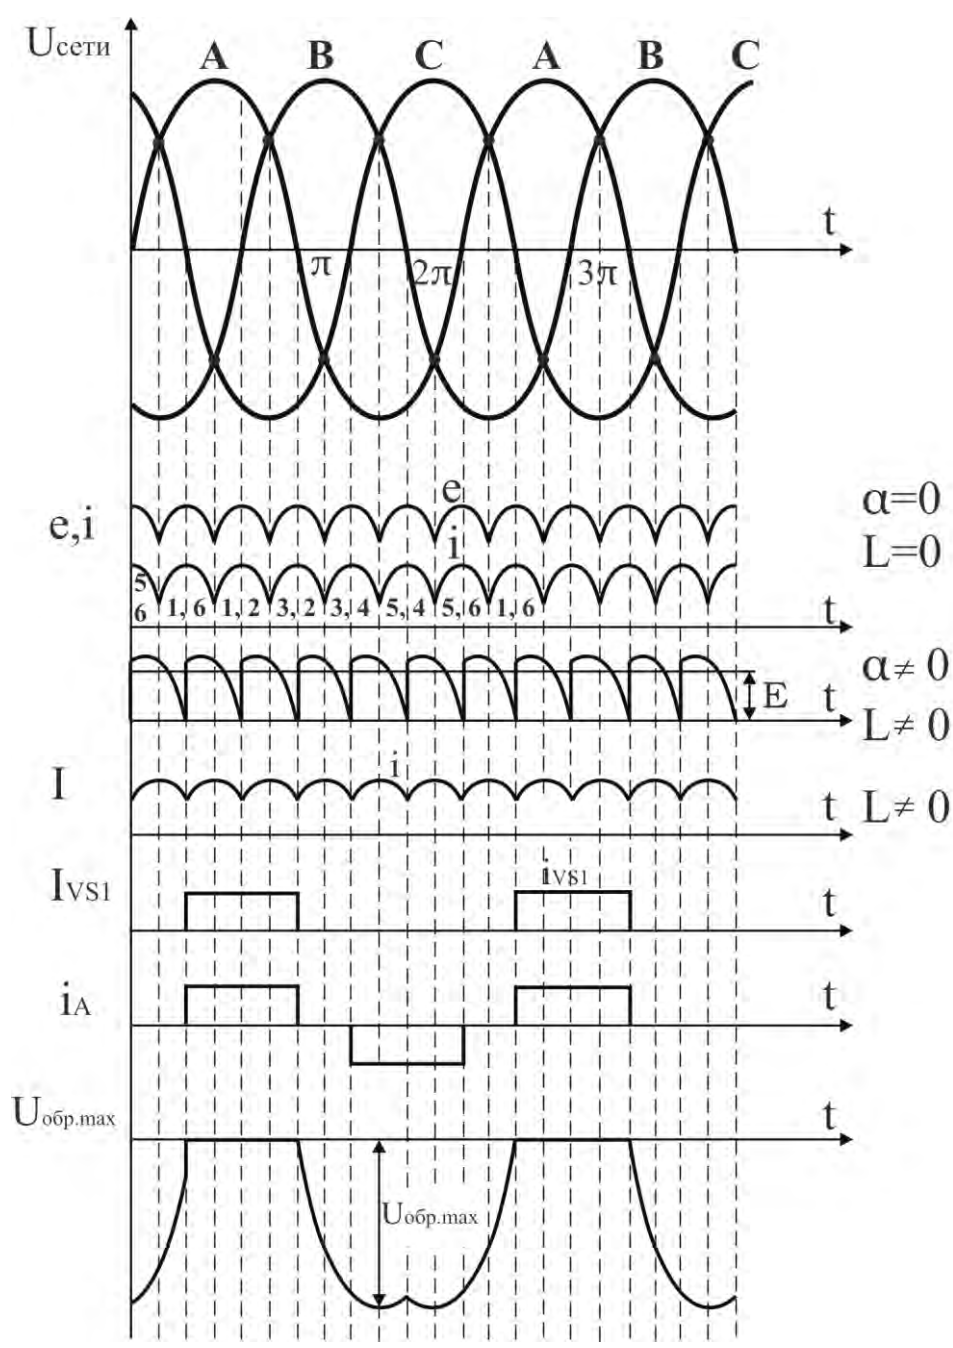 Uсети
A B C A B C
t
π 2π 3π
e
e,i
α=0
i
L=0
5
6 1, 6 1, 2 3, 2 3, 4 5, 4 5, 6 1, 6
t
α≠ 0
E
t
L≠ 0
I
i
t
L≠ 0
IVS1
iVS1
t
iA
t
Uобр.max
t
Uобр.max